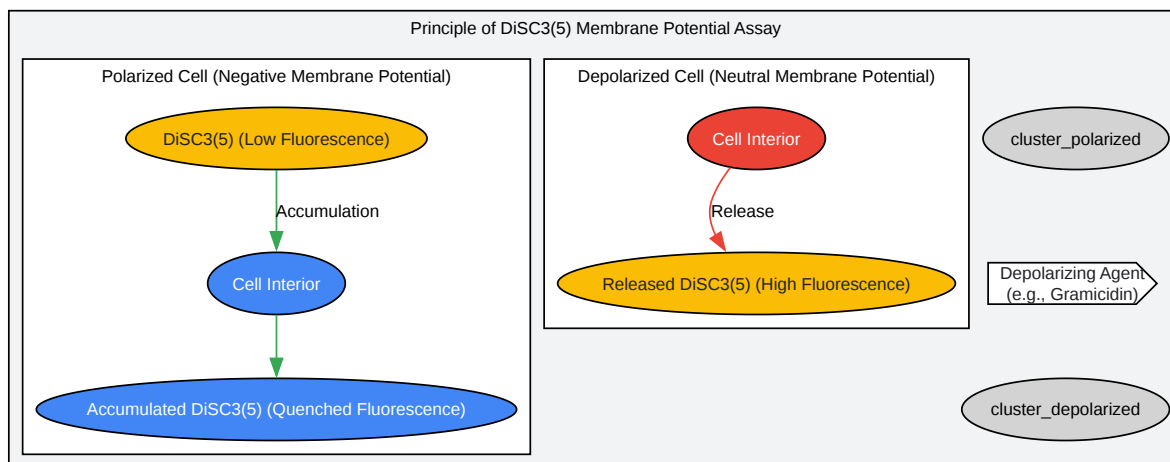 Principle of DiSC3(5) Membrane Potential Assay
Polarized Cell (Negative Membrane Potential)
DiSC3(5) (Low Fluorescence)
Accumulation
Cell Interior
Accumulated DiSC3(5) (Quenched Fluorescence)
Depolarized Cell (Neutral Membrane Potential)
Cell Interior
Release
Released DiSC3(5) (High Fluorescence)
cluster_polarized
Depolarizing Agent
(e.g., Gramicidin)
cluster_depolarized